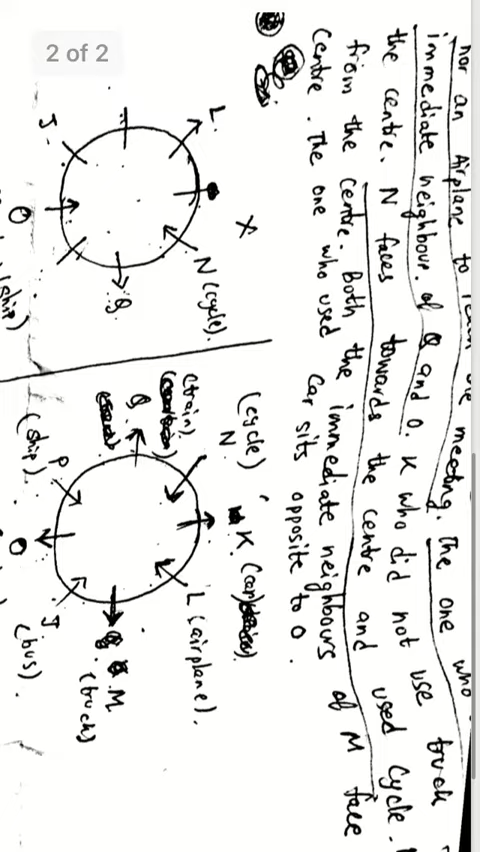 2 of 2
nor an Airplane to reach the meeting. The one who
immediate neighbour of Q and O. K who did not use truck
the centre. N faces towards the centre and used Cycle.
from the centre. Both the immediate neighbours of M face
centre. The one who used car sits opposite to O.
L
X
N (cycle).
Q.
O
(ship)
J
(cycle)
N.
K. (car)
L (airplane).
(train)
Q
M
(truck)
P
(ship)
O
J
(bus).